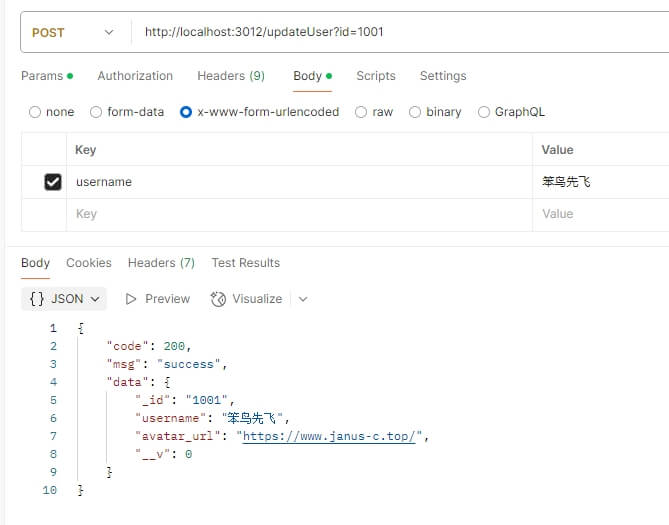 POST http://localhost:3012/updateUser?id=1001
Params Authorization Headers (9) Body Scripts Settings
none form-data x-www-form-urlencoded raw binary GraphQL
Key Value
username 笨鸟先飞
Key Value
Body Cookies Headers (7) Test Results
{} JSON Preview Visualize
1 {
2 "code": 200,
3 "msg": "success",
4 "data": {
5 "_id": "1001",
6 "username": "笨鸟先飞",
7 "avatar_url": "https://www.janus-c.top/",
8 "__v": 0
9 }
10 }